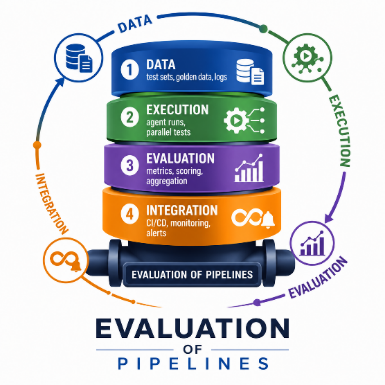 DATA
EXECUTION
EVALUATION
INTEGRATION
1 DATA
test sets, golden data, logs
2 EXECUTION
agent runs,
parallel tests
3 EVALUATION
metrics, scoring,
aggregation
4 INTEGRATION
CI/CD, monitoring,
alerts
EVALUATION OF PIPELINES
EVALUATION
OF
PIPELINES